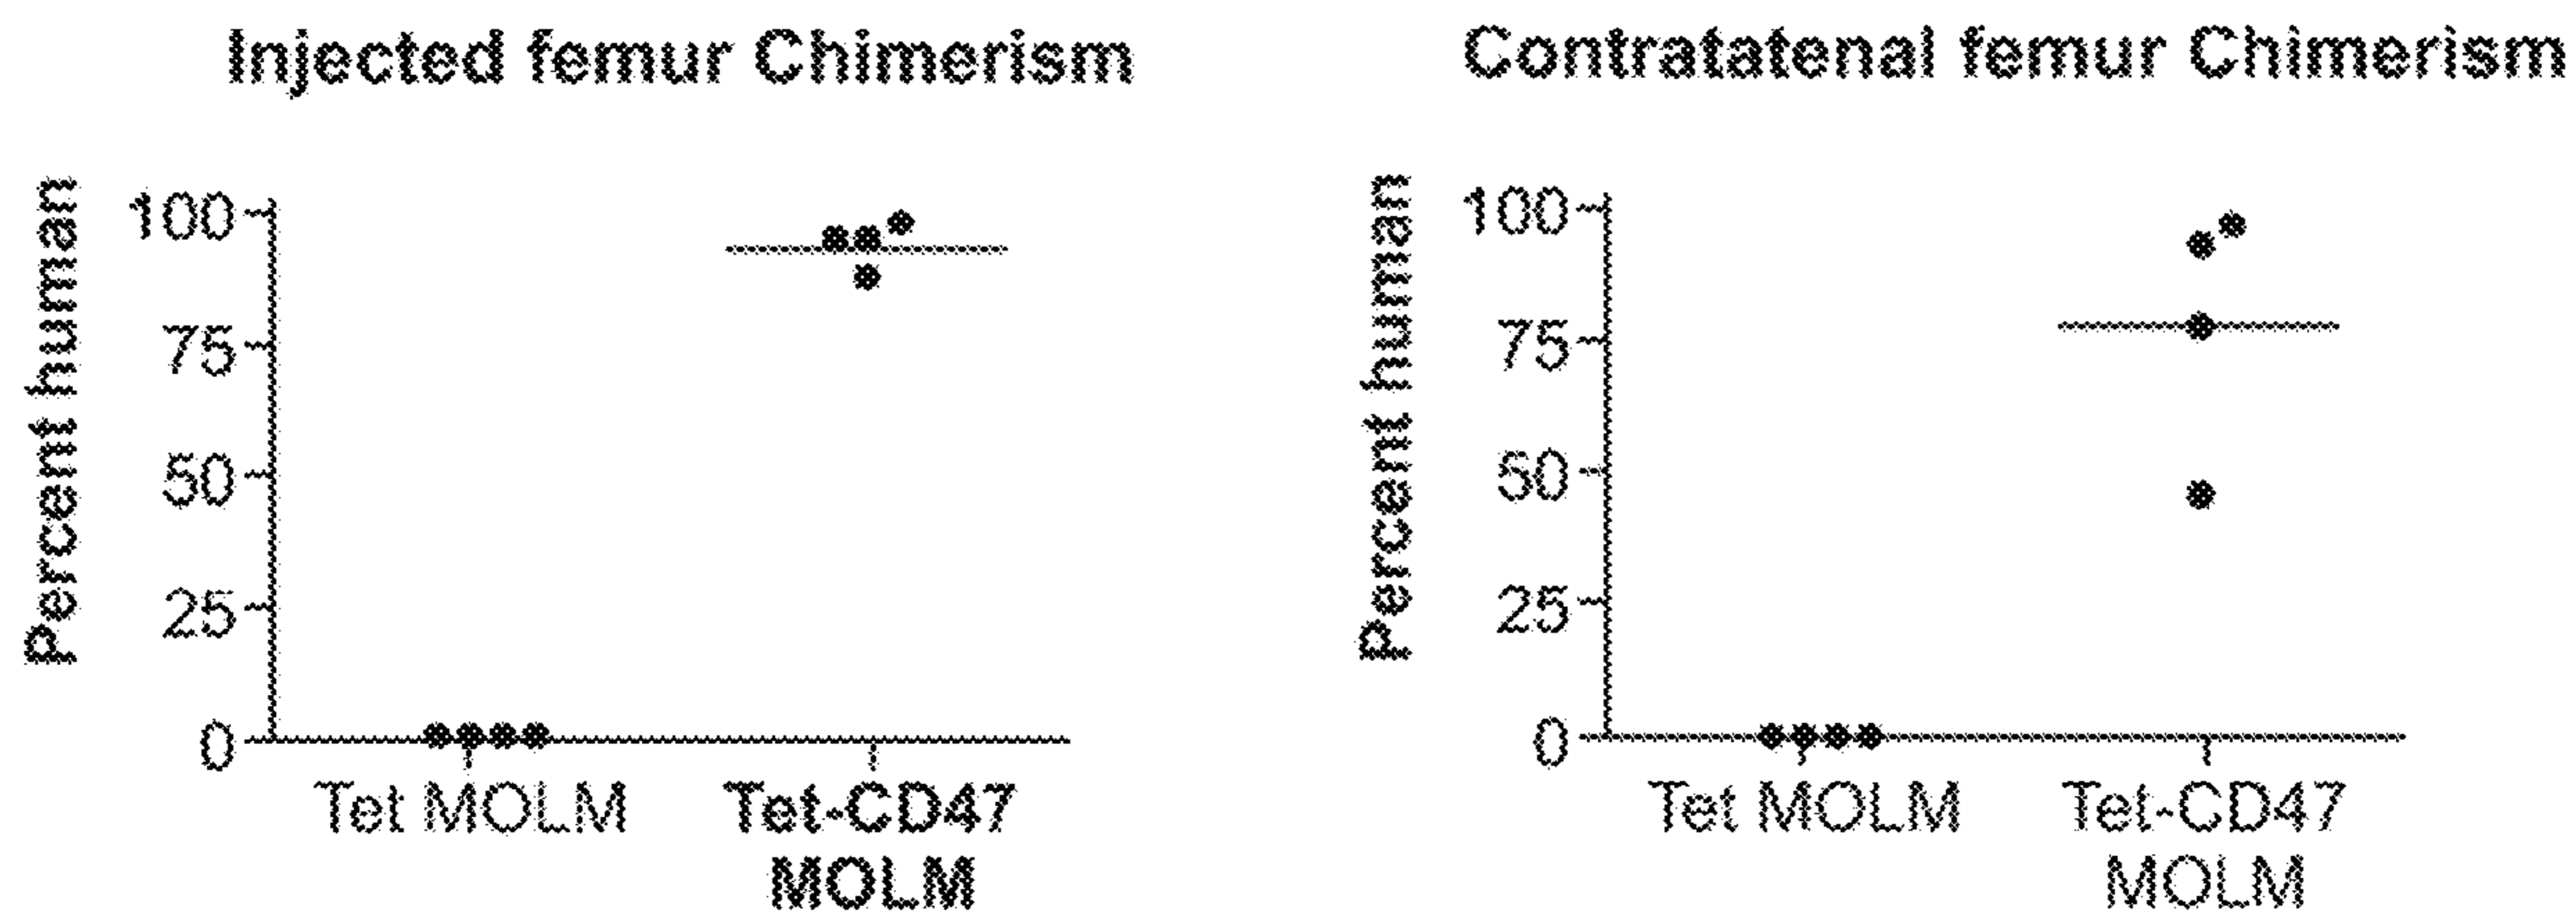 Injected femur Chimerism
Percent human
100
75
50
25
0
Tet MOLM
Tet-CD47
MOLM
Contratatenal femur Chimerism
Percent human
100
75
50
25
0
Tet MOLM
Tet-CD47
MOLM